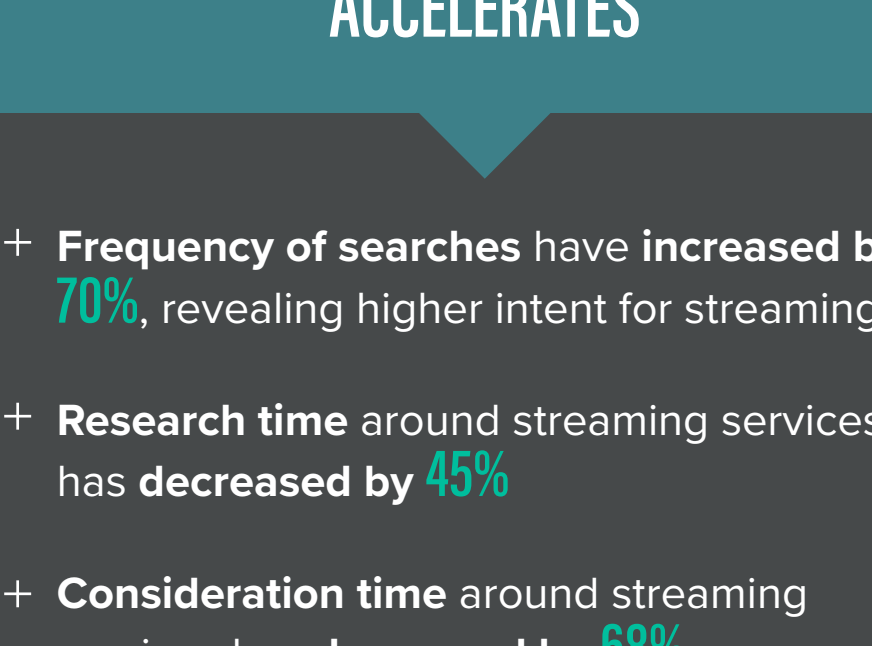 ACCELERATES
+ Frequency of searches have increased
70%, revealing higher intent for streaming
+ Research time around streaming services
has decreased by 45%
+ Consideration time around streaming
68%